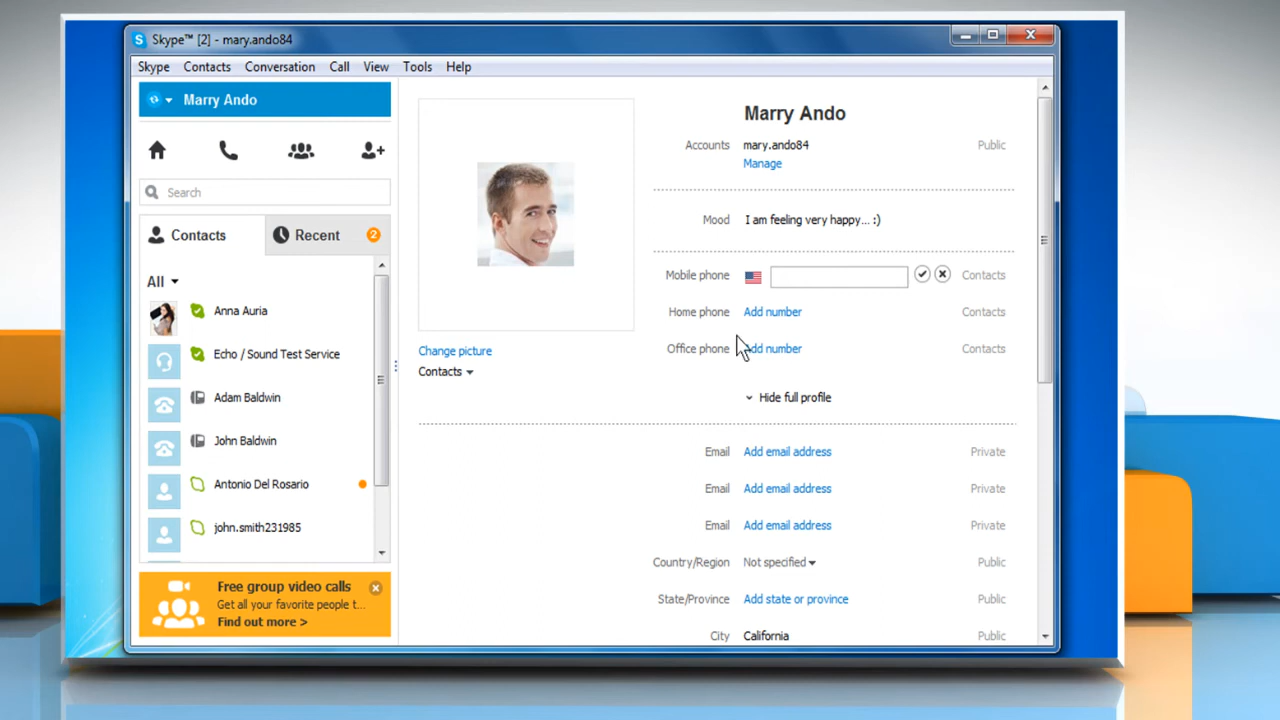 Skype™ [2] - mary.ando84
Skype Contacts Conversation Call View Tools Help
Marry Ando
Search
Contacts
Recent 2
All
Anna Auria
Echo / Sound Test Service
Adam Baldwin
John Baldwin
Antonio Del Rosario
john.smith231985
Free group video calls
Get all your favorite people t...
Find out more >
Change picture
Contacts
Marry Ando
Accounts mary.ando84 Public
Manage
Mood I am feeling very happy... :)
Mobile phone Contacts
Home phone Add number Contacts
Office phone Add number Contacts
Hide full profile
Email Add email address Private
Email Add email address Private
Email Add email address Private
Country/Region Not specified Public
State/Province Add state or province Public
City California Public